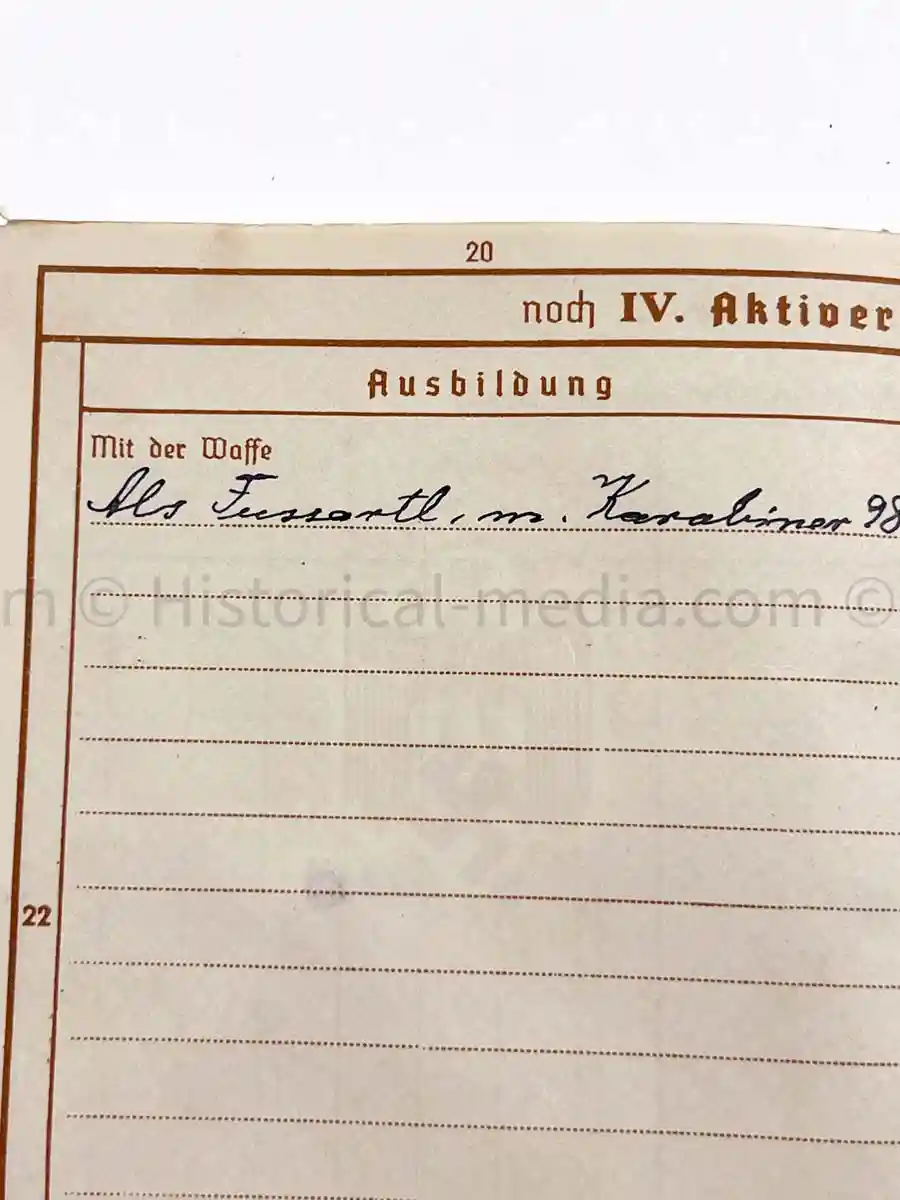 20
noch IV. Aktiver
Ausbildung
Mit der Waffe
Als Fussartl, m. Karabiner 98
m © Historical-media.com ©
22